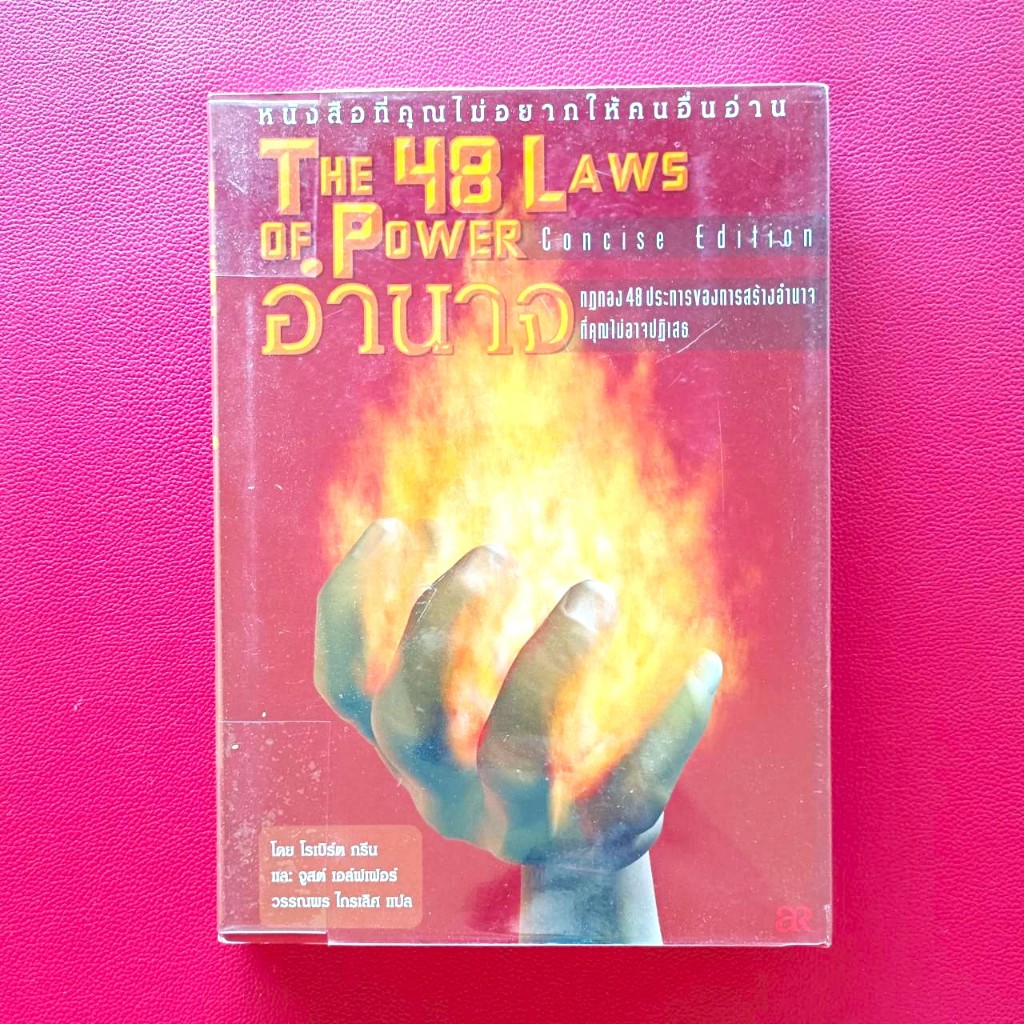 หนังสือที่คุณไม่อยากให้คนอื่นอ่าน
THE 48 LAWS
OF POWER Concise Edition
อำนาจ
กฎทอง 48 ประการของการสร้างอำนาจ
ที่คุณไม่อาจปฏิเสธ
โดย โรเบิร์ต กรีน
และ จูสต์ เอล์ฟเฟอร์
วรรณพร ไกรเลิศ แปล
aR